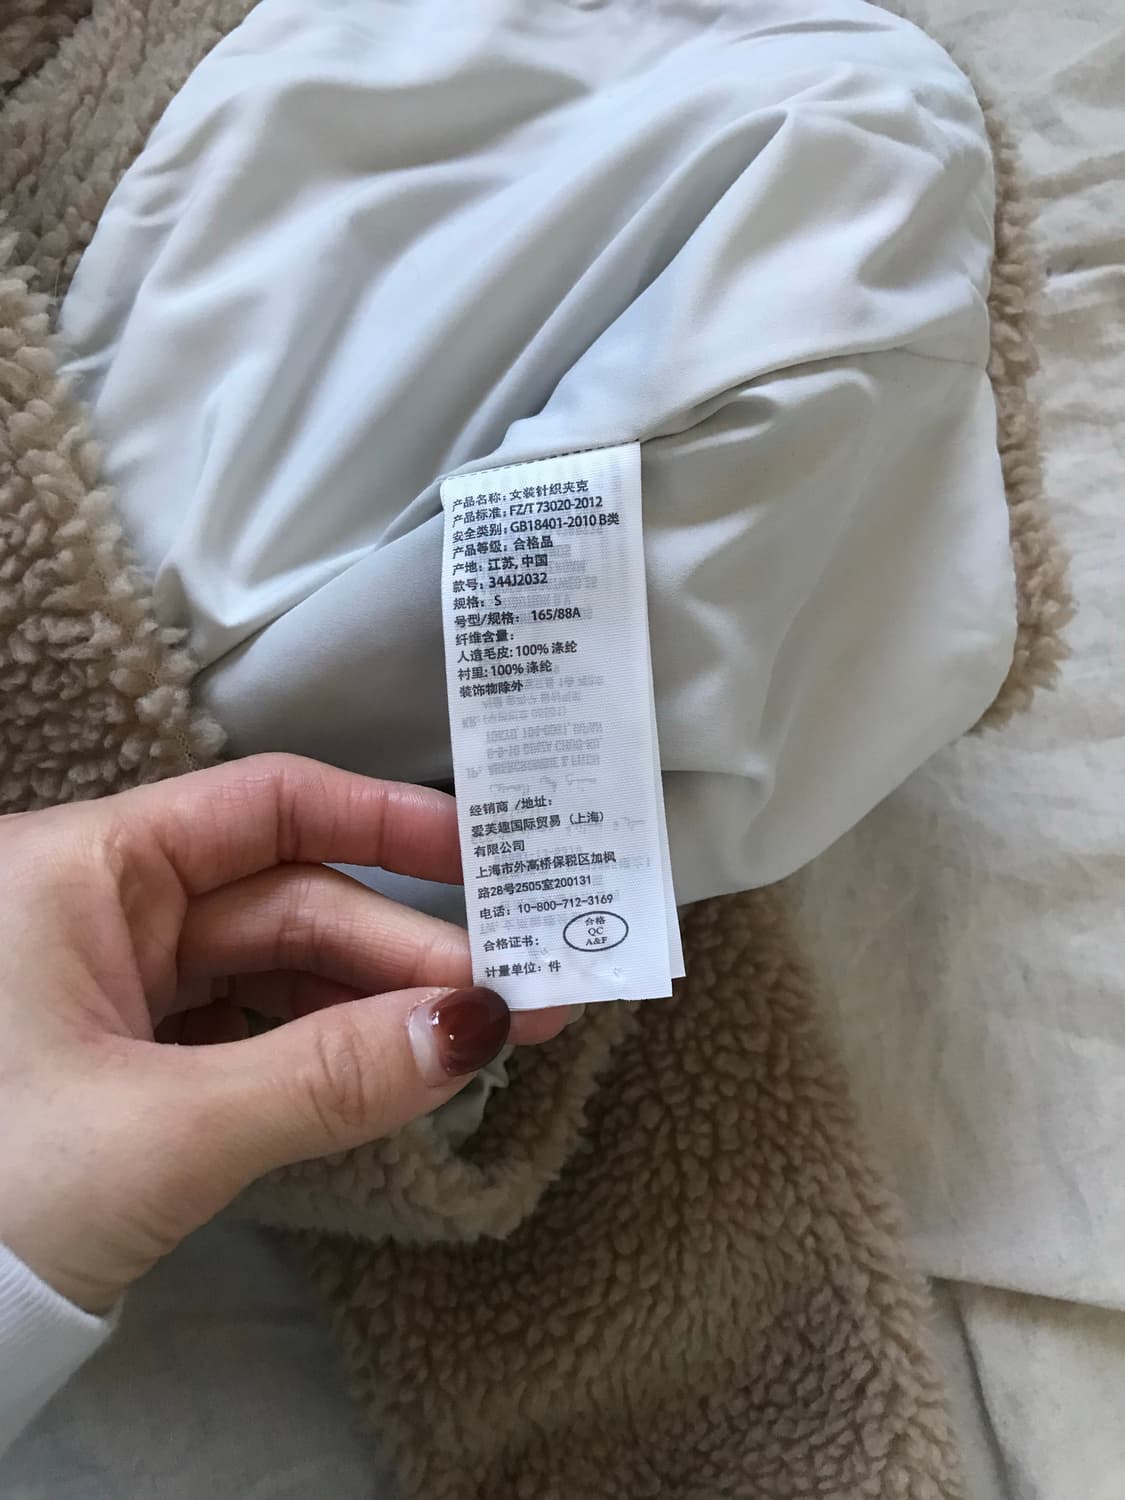 产品名称: 女装针织夹克
产品标准: FZ/T 73020-2012
安全类别: GB18401-2010 B类
产品等级: 合格品
产地: 江苏, 中国
款号: 344J2032
规格: S
号型/规格: 165/88A
纤维含量:
人造毛皮: 100% 涤纶
衬里: 100% 涤纶
装饰物除外
经销商 /地址:
爱芙趣国际贸易 (上海)
有限公司
上海市外高桥保税区加枫
路28号2505室200131
电话: 10-800-712-3169
合格
QC
A&F
合格证书:
计量单位: 件